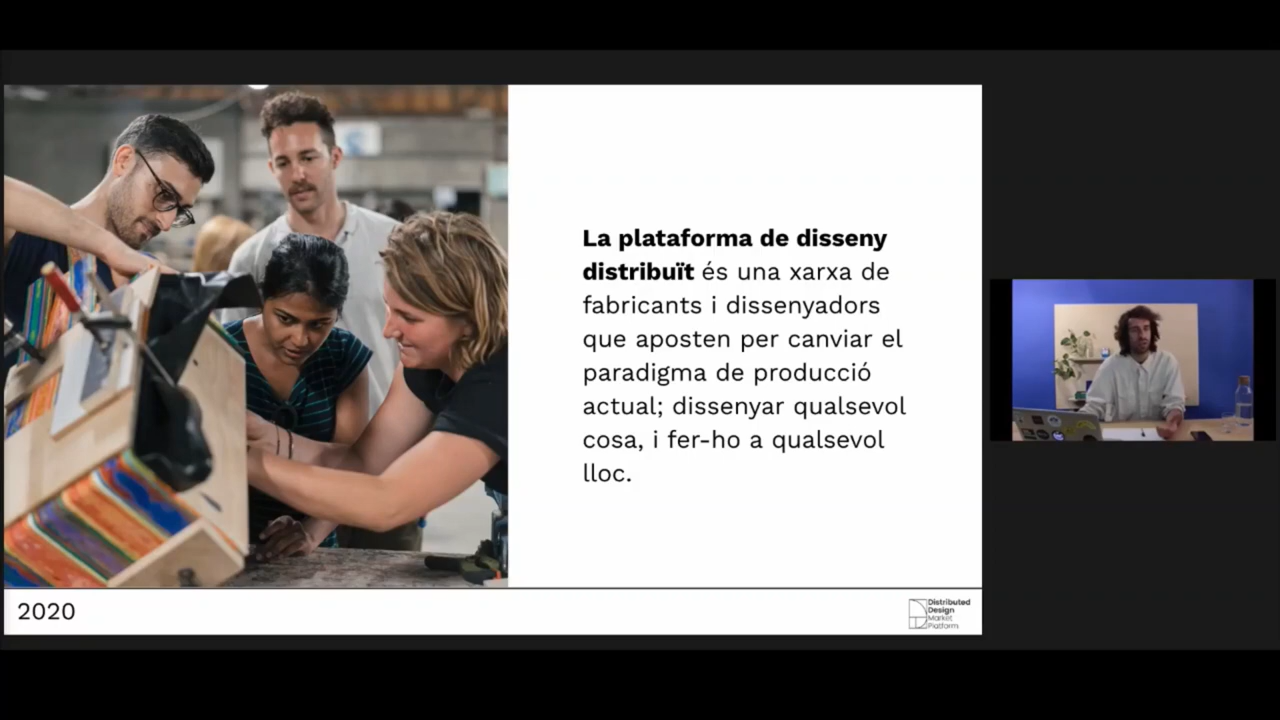 La plataforma de disseny
distribuït és una xarxa de
fabricants i dissenyadors
que aposten per canviar el
paradigma de producció
actual; dissenyar qualsevol
cosa, i fer-ho a qualsevol
lloc.
2020
Distributed
Design
Market
Platform